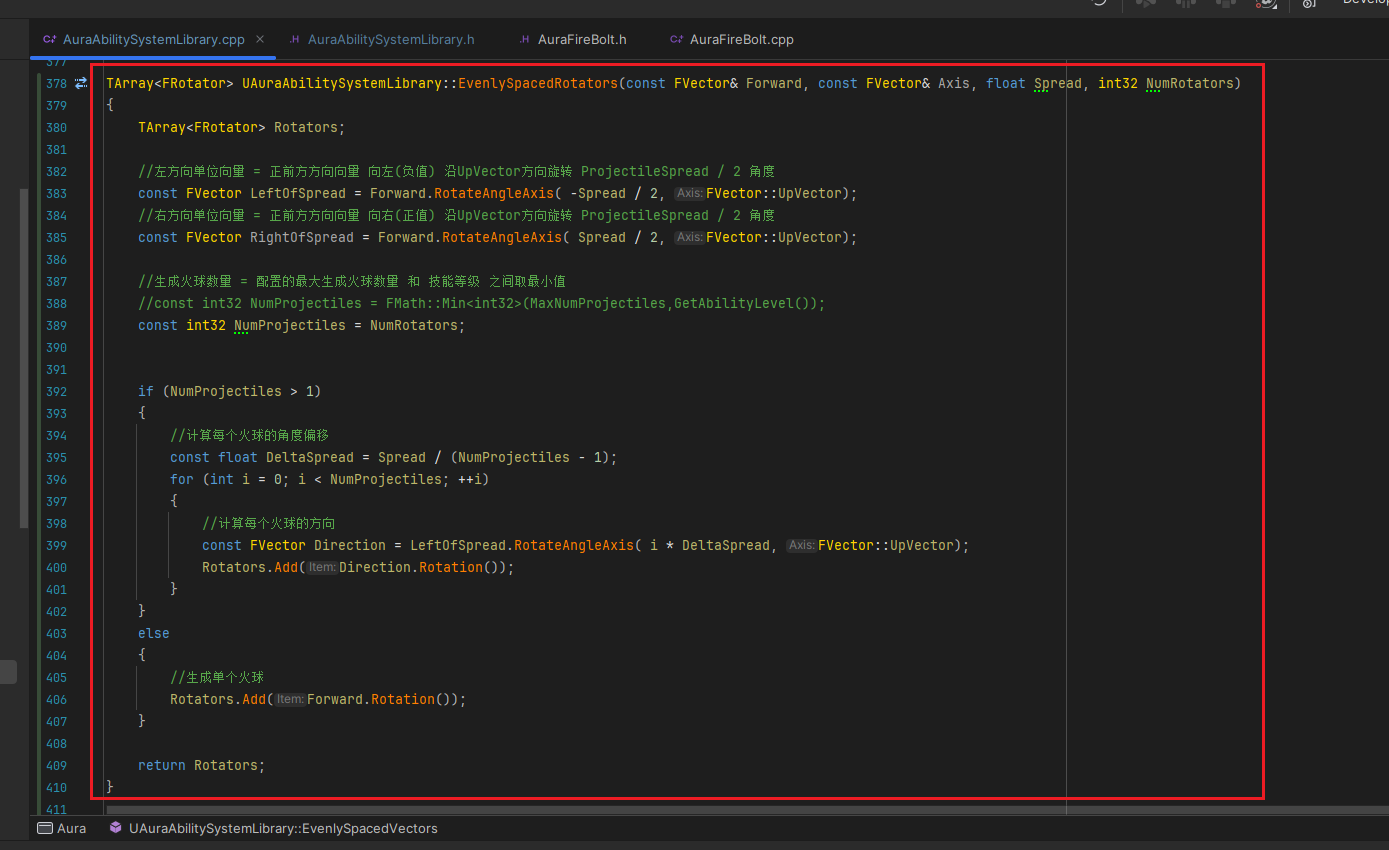 Develop
AuraAbilitySystemLibrary.cpp
AuraAbilitySystemLibrary.h
AuraFireBolt.h
AuraFireBolt.cpp
377
378 TArray<FRotator> UAuraAbilitySystemLibrary::EvenlySpacedRotators(const FVector& Forward, const FVector& Axis, float Spread, int32 NumRotators)
379 {
380 TArray<FRotator> Rotators;
381
382 //左方向单位向量 = 正前方方向向量 向左(负值) 沿UpVector方向旋转 ProjectileSpread / 2 角度
383 const FVector LeftOfSpread = Forward.RotateAngleAxis( -Spread / 2, Axis: FVector::UpVector);
384 //右方向单位向量 = 正前方方向向量 向右(正值) 沿UpVector方向旋转 ProjectileSpread / 2 角度
385 const FVector RightOfSpread = Forward.RotateAngleAxis( Spread / 2, Axis: FVector::UpVector);
386
387 //生成火球数量 = 配置的最大生成火球数量 和 技能等级 之间取最小值
388 //const int32 NumProjectiles = FMath::Min<int32>(MaxNumProjectiles,GetAbilityLevel());
389 const int32 NumProjectiles = NumRotators;
390
391
392 if (NumProjectiles > 1)
393 {
394 //计算每个火球的角度偏移
395 const float DeltaSpread = Spread / (NumProjectiles - 1);
396 for (int i = 0; i < NumProjectiles; ++i)
397 {
398 //计算每个火球的方向
399 const FVector Direction = LeftOfSpread.RotateAngleAxis( i * DeltaSpread, Axis: FVector::UpVector);
400 Rotators.Add( Item: Direction.Rotation());
401 }
402 }
403 else
404 {
405 //生成单个火球
406 Rotators.Add( Item: Forward.Rotation());
407 }
408
409 return Rotators;
410 }
411
Aura UAuraAbilitySystemLibrary::EvenlySpacedVectors